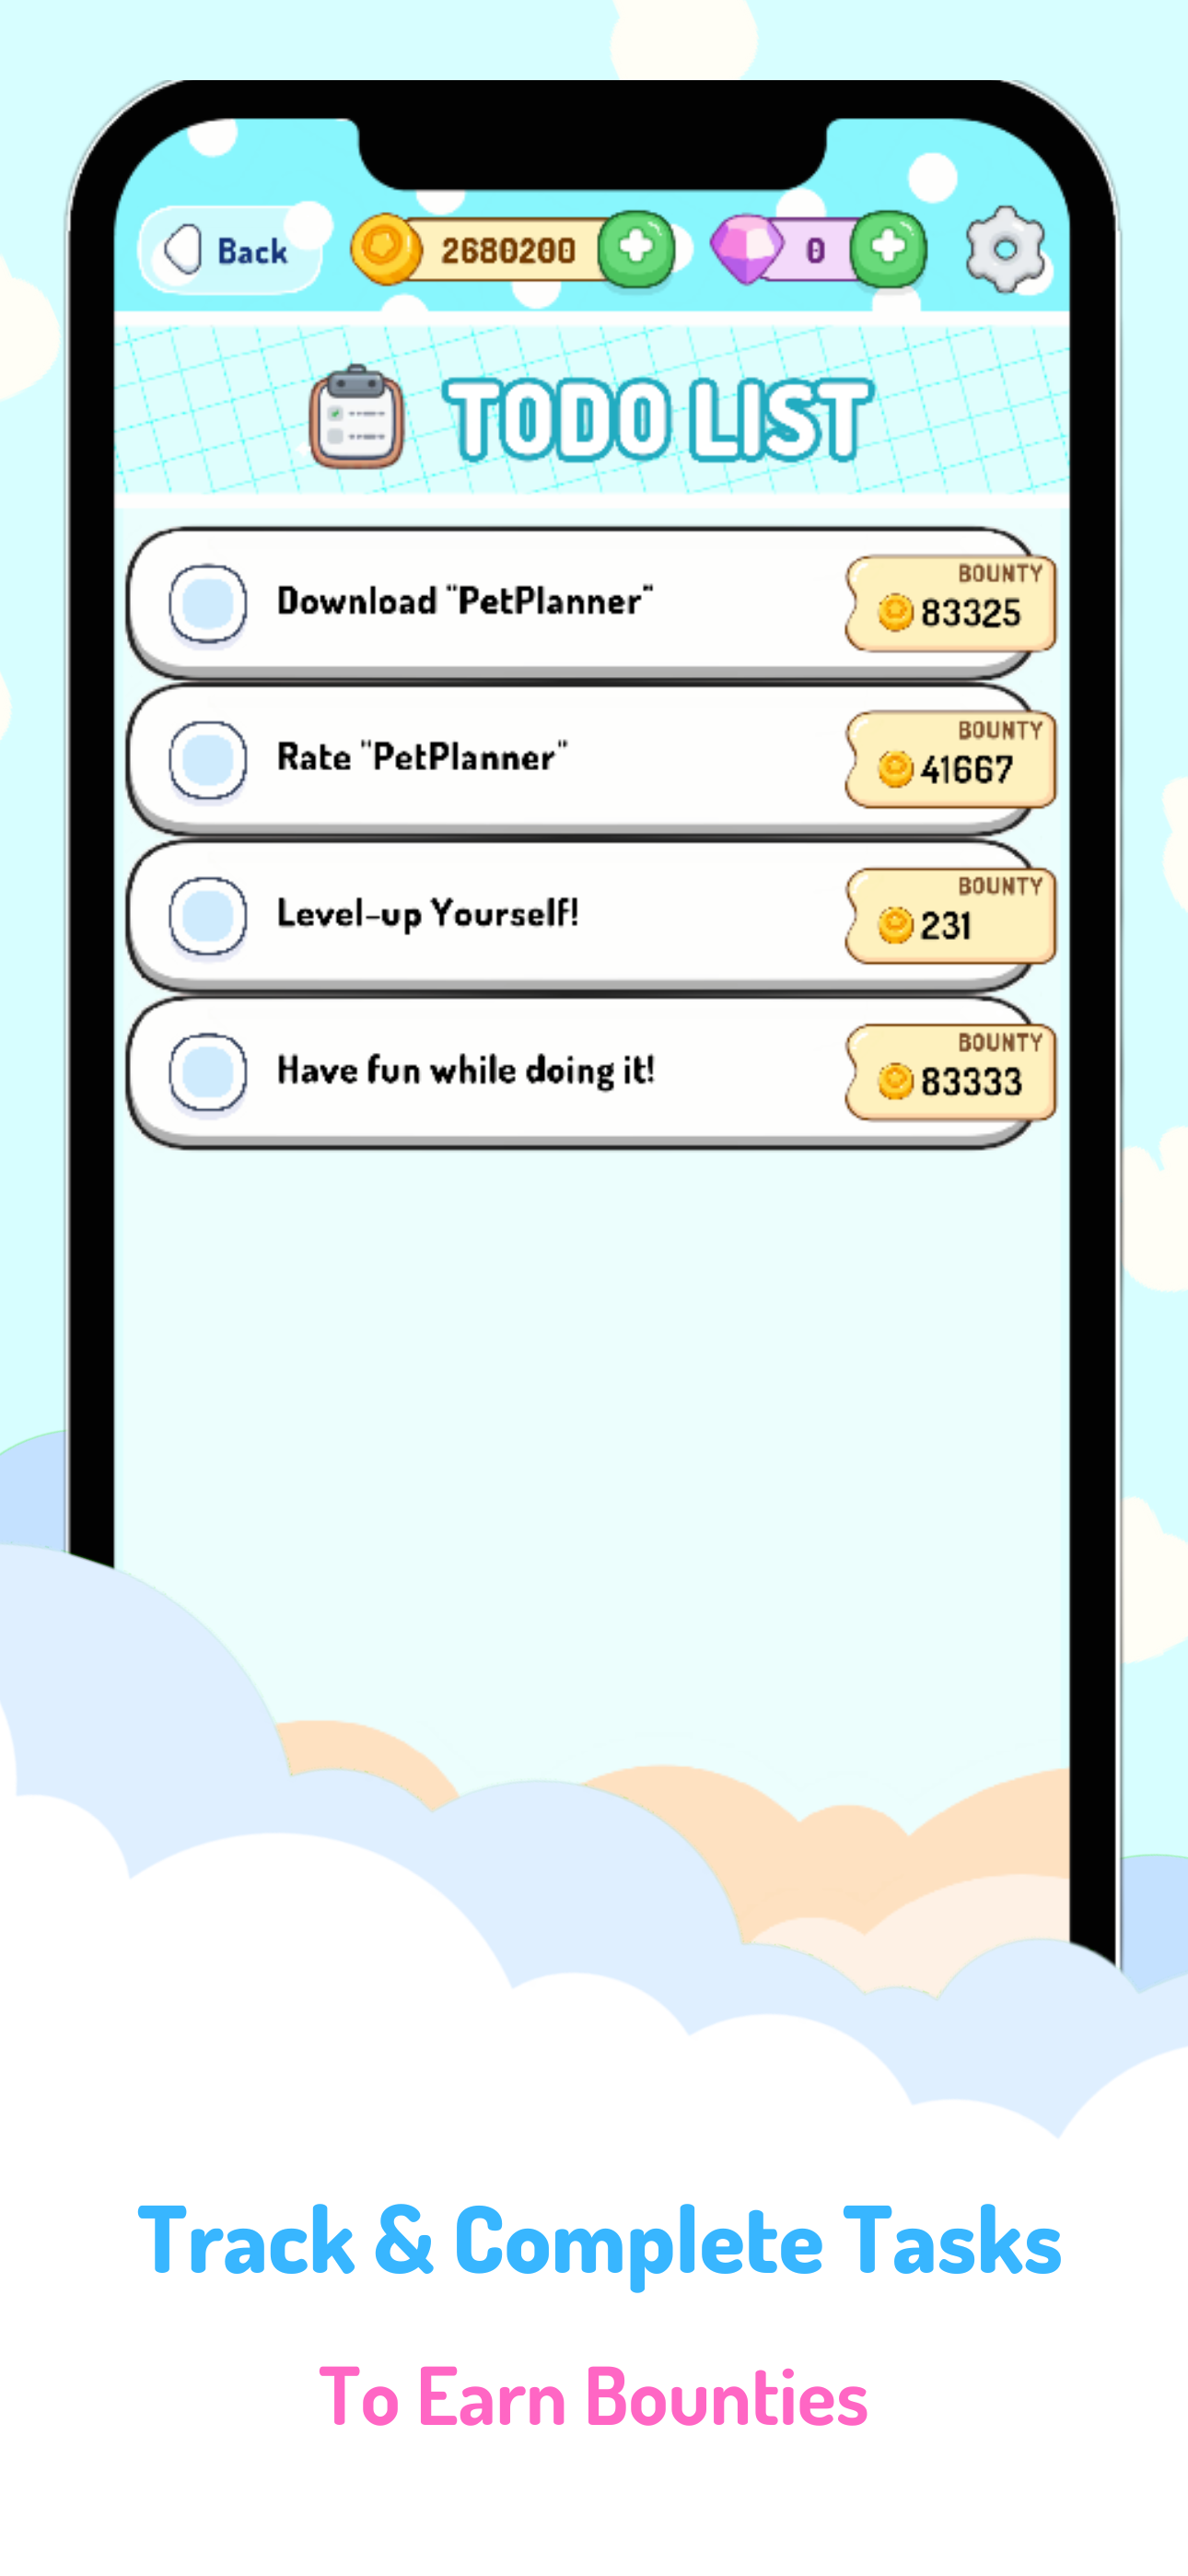 Back
2680200
0
TODO LIST
Download "PetPlanner"
BOUNTY
83325
Rate "PetPlanner"
BOUNTY
41667
Level-up Yourself!
BOUNTY
231
Have fun while doing it!
BOUNTY
83333
Track & Complete Tasks
To Earn Bounties